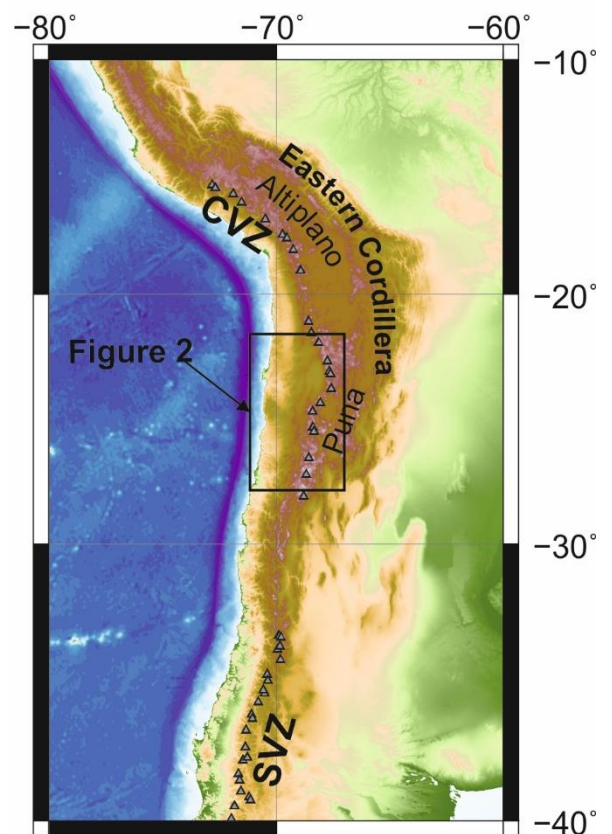 −80°
−70°
−60°
−10°
Eastern Cordillera
Altiplano
CVZ
−20°
Figure 2
Puna
−30°
SVZ
−40°